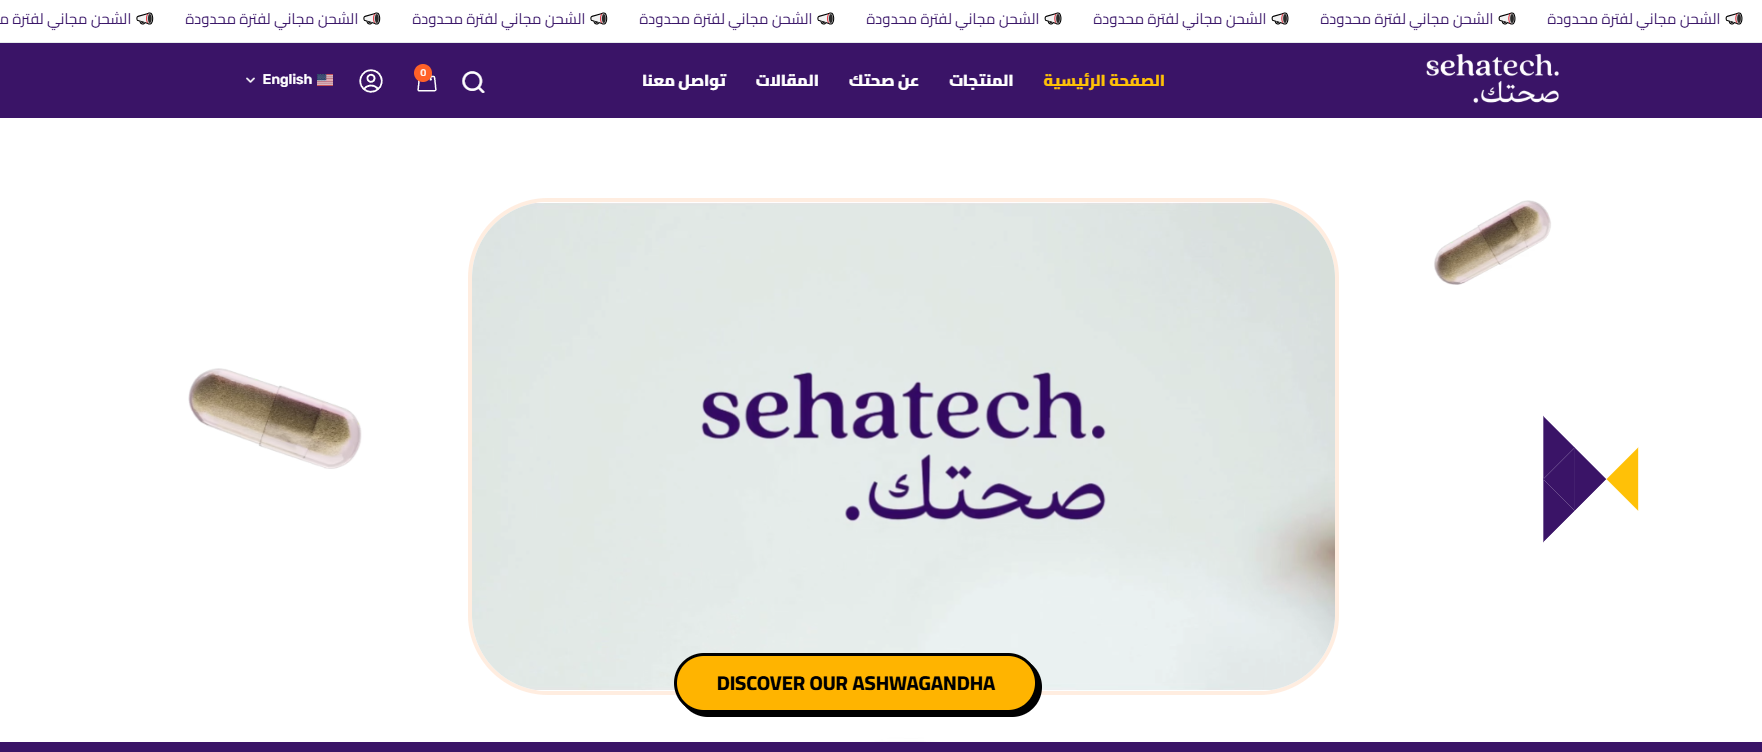 الشحن مجاني لفترة محدودة الشحن مجاني لفترة محدودة الشحن مجاني لفترة محدودة الشحن مجاني لفترة محدودة الشحن مجاني لفترة محدودة الشحن مجاني لفترة محدودة الشحن مجاني لفترة محدودة الشحن مجاني لفترة م
sehatech.
صحتك.
الصفحة الرئيسية المنتجات عن صحتك المقالات تواصل معنا
0
English
sehatech.
صحتك.
DISCOVER OUR ASHWAGANDHA